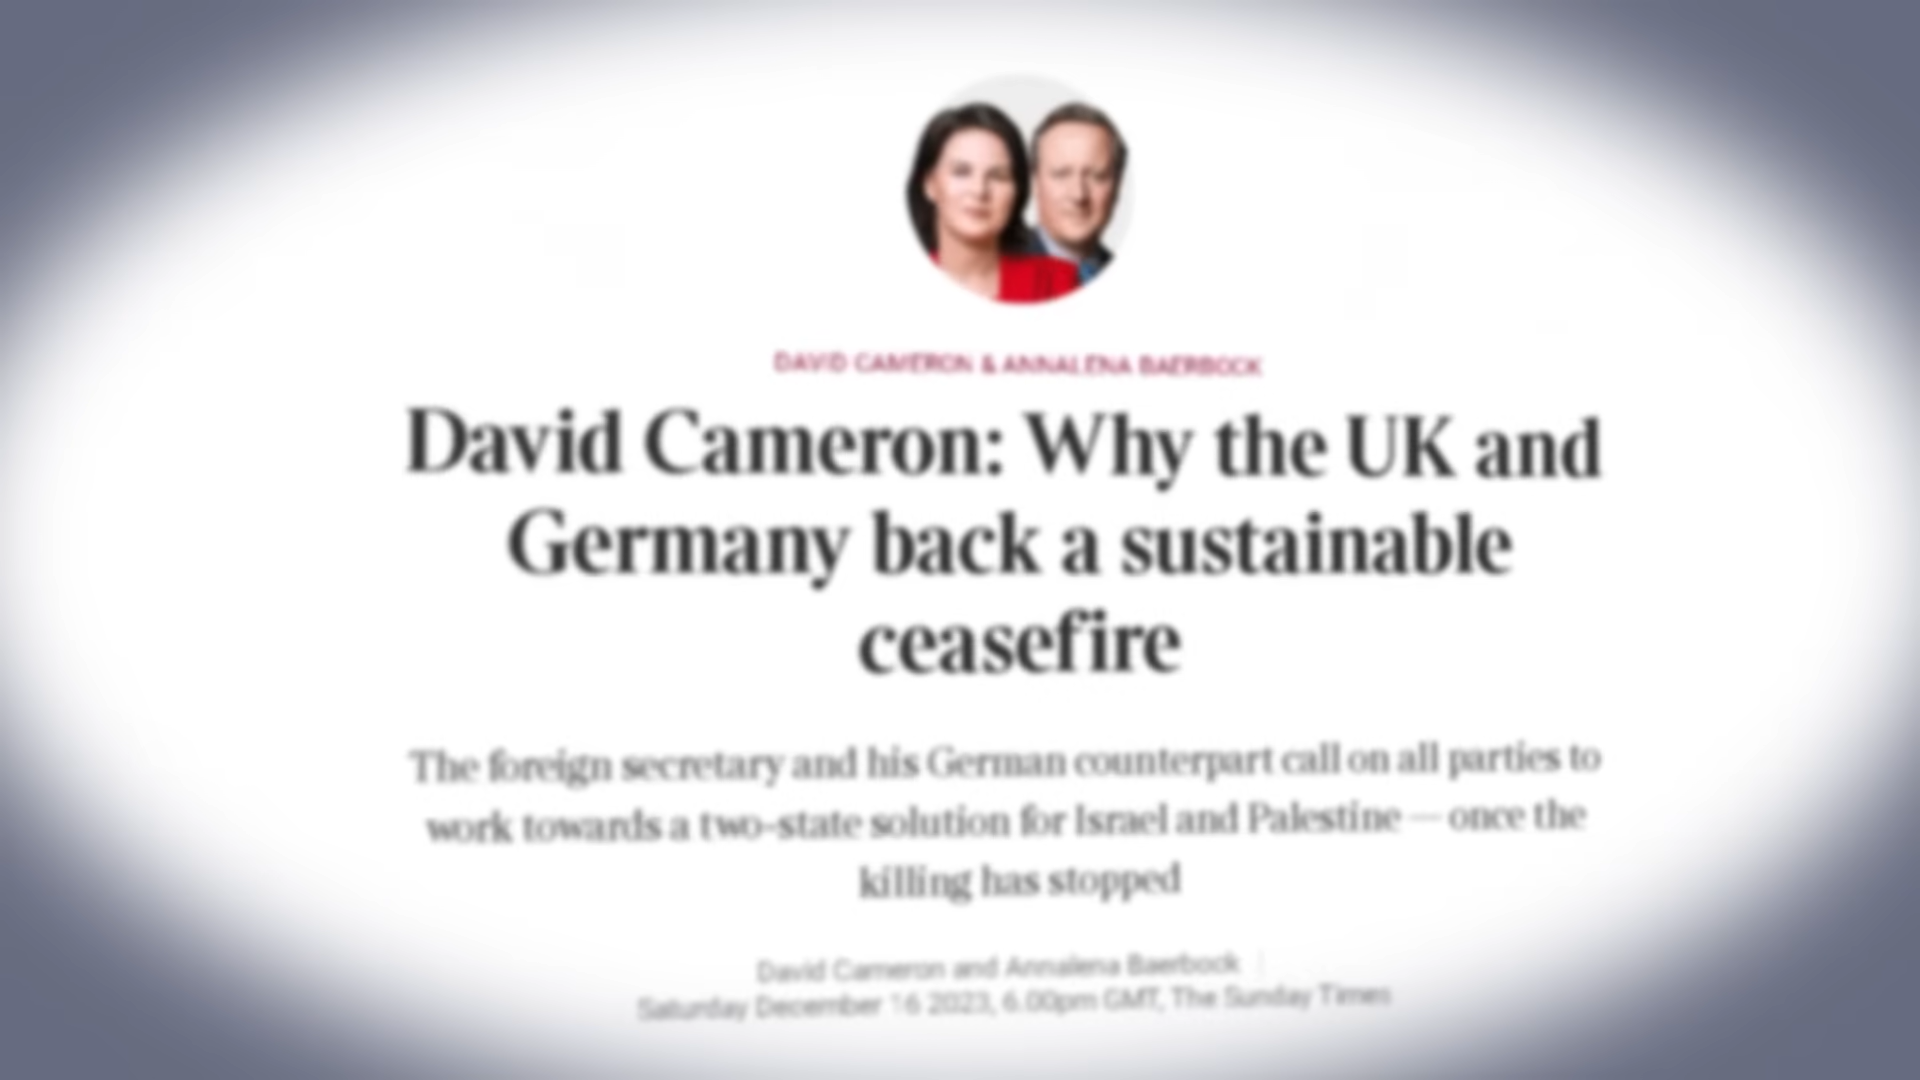 DAVID CAMERON & ANNALENA BAERBOCK
David Cameron: Why the UK and
Germany back a sustainable
ceasefire
The foreign secretary and his German counterpart call on all parties to
work towards a two-state solution for Israel and Palestine — once the
killing has stopped
David Cameron and Annalena Baerbock
Saturday December 16 2023, 6.00pm GMT, The Sunday Times